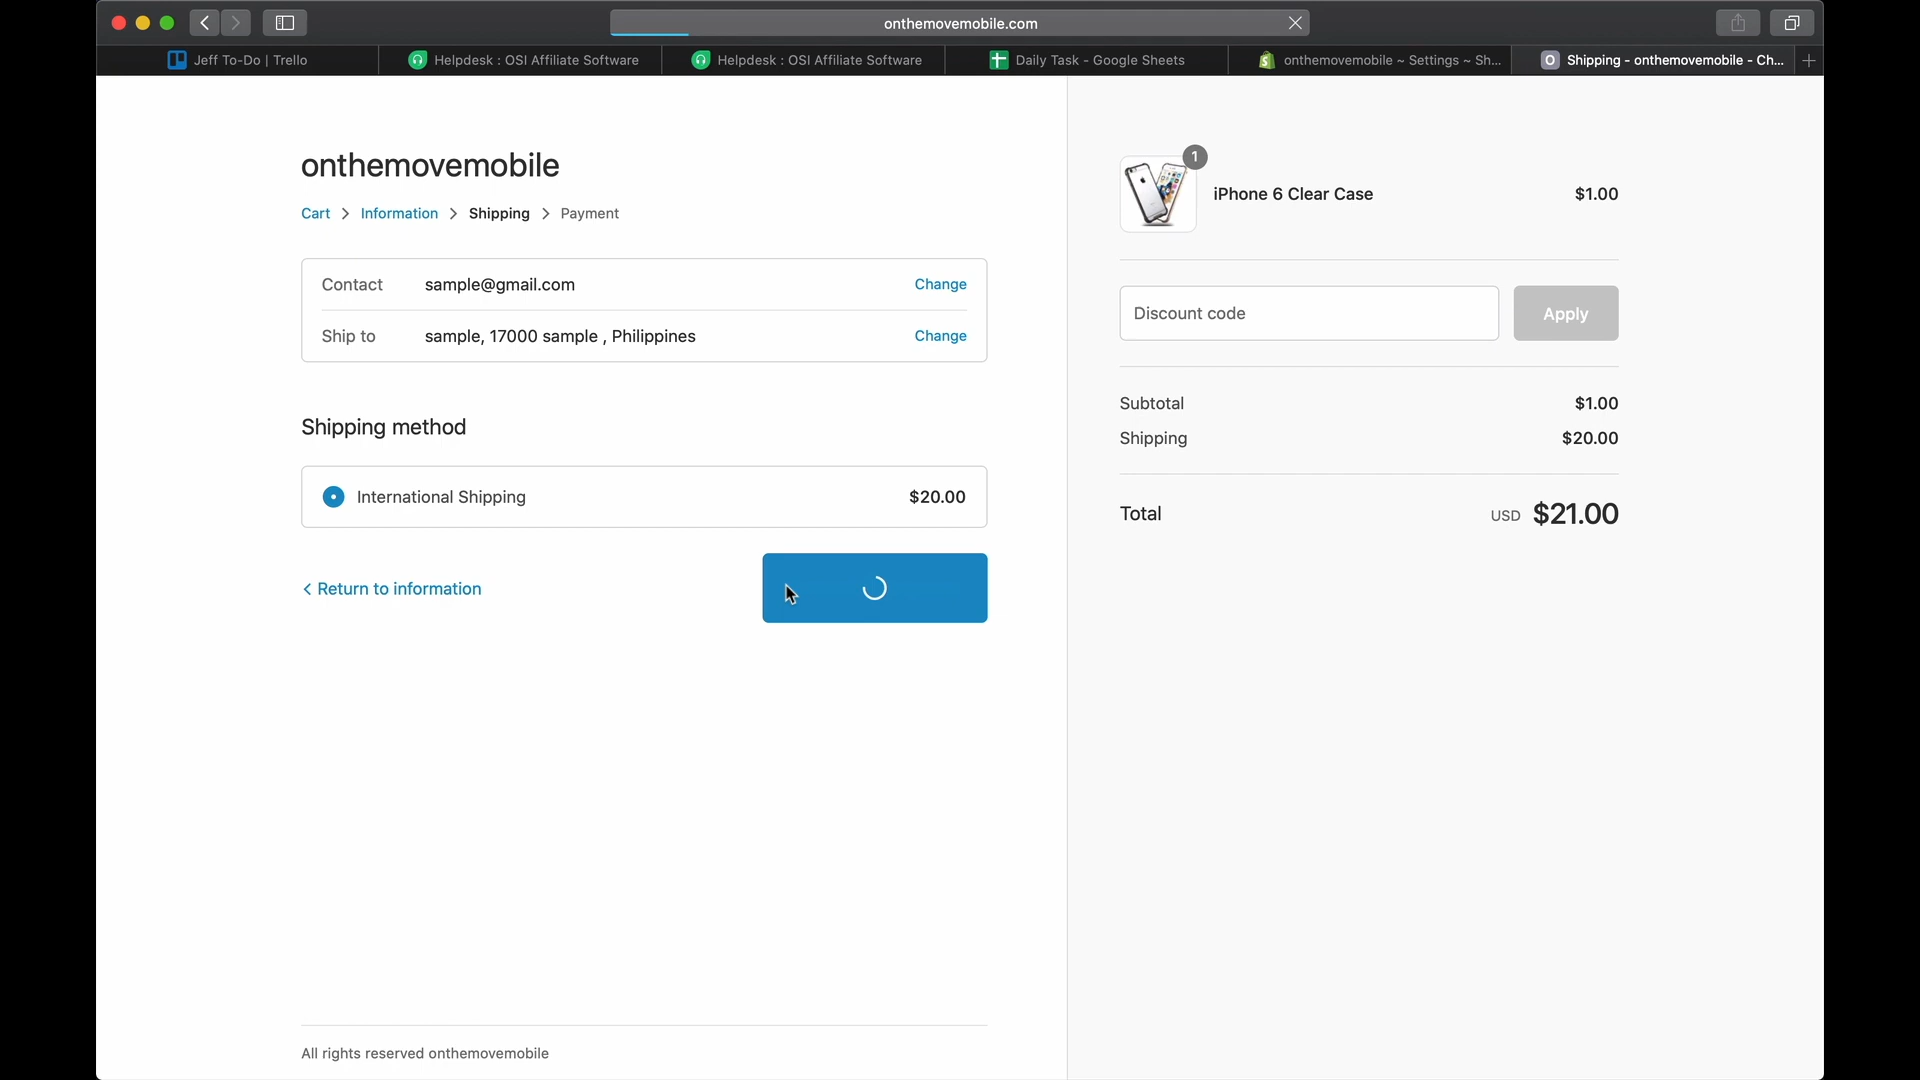 onthemovemobile.com
Jeff To-Do | Trello
Helpdesk : OSI Affiliate Software
Helpdesk : OSI Affiliate Software
Daily Task - Google Sheets
onthemovemobile ~ Settings ~ Sh...
Shipping - onthemovemobile - Ch...
onthemovemobile
Cart > Information > Shipping > Payment
Contact sample@gmail.com Change
Ship to sample, 17000 sample , Philippines Change
Shipping method
International Shipping $20.00
< Return to information
All rights reserved onthemovemobile
1
iPhone 6 Clear Case $1.00
Discount code Apply
Subtotal $1.00
Shipping $20.00
Total USD $21.00